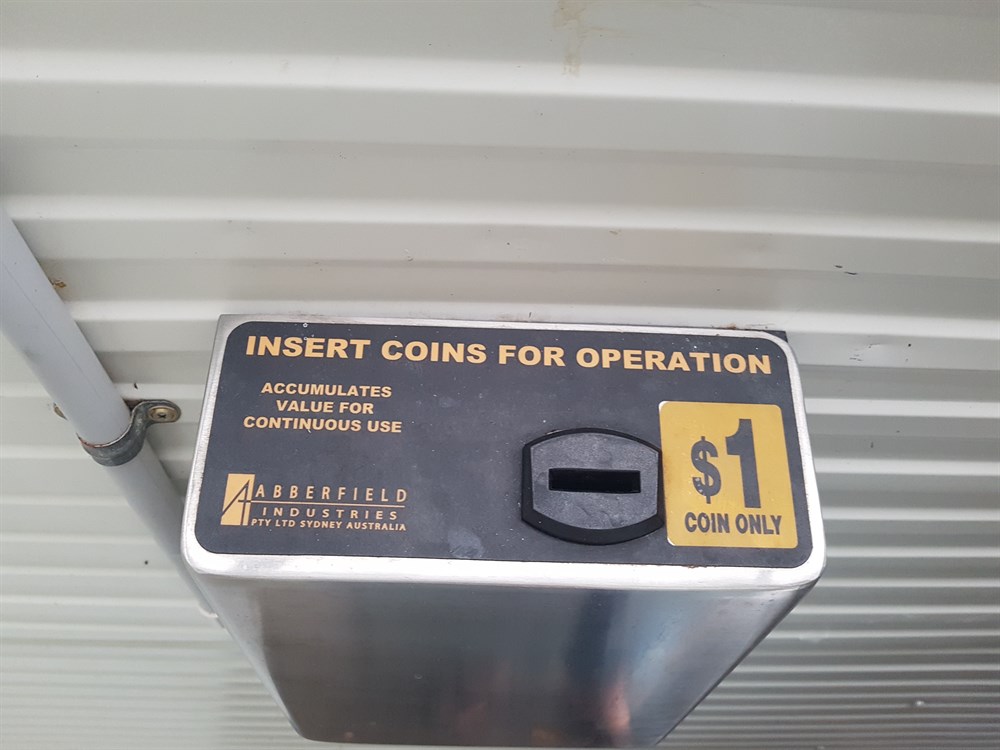 INSERT COINS FOR OPERATION
ACCUMULATES
VALUE FOR
CONTINUOUS USE
$1
COIN ONLY
ABBERFIELD
INDUSTRIES
PTY LTD SYDNEY AUSTRALIA